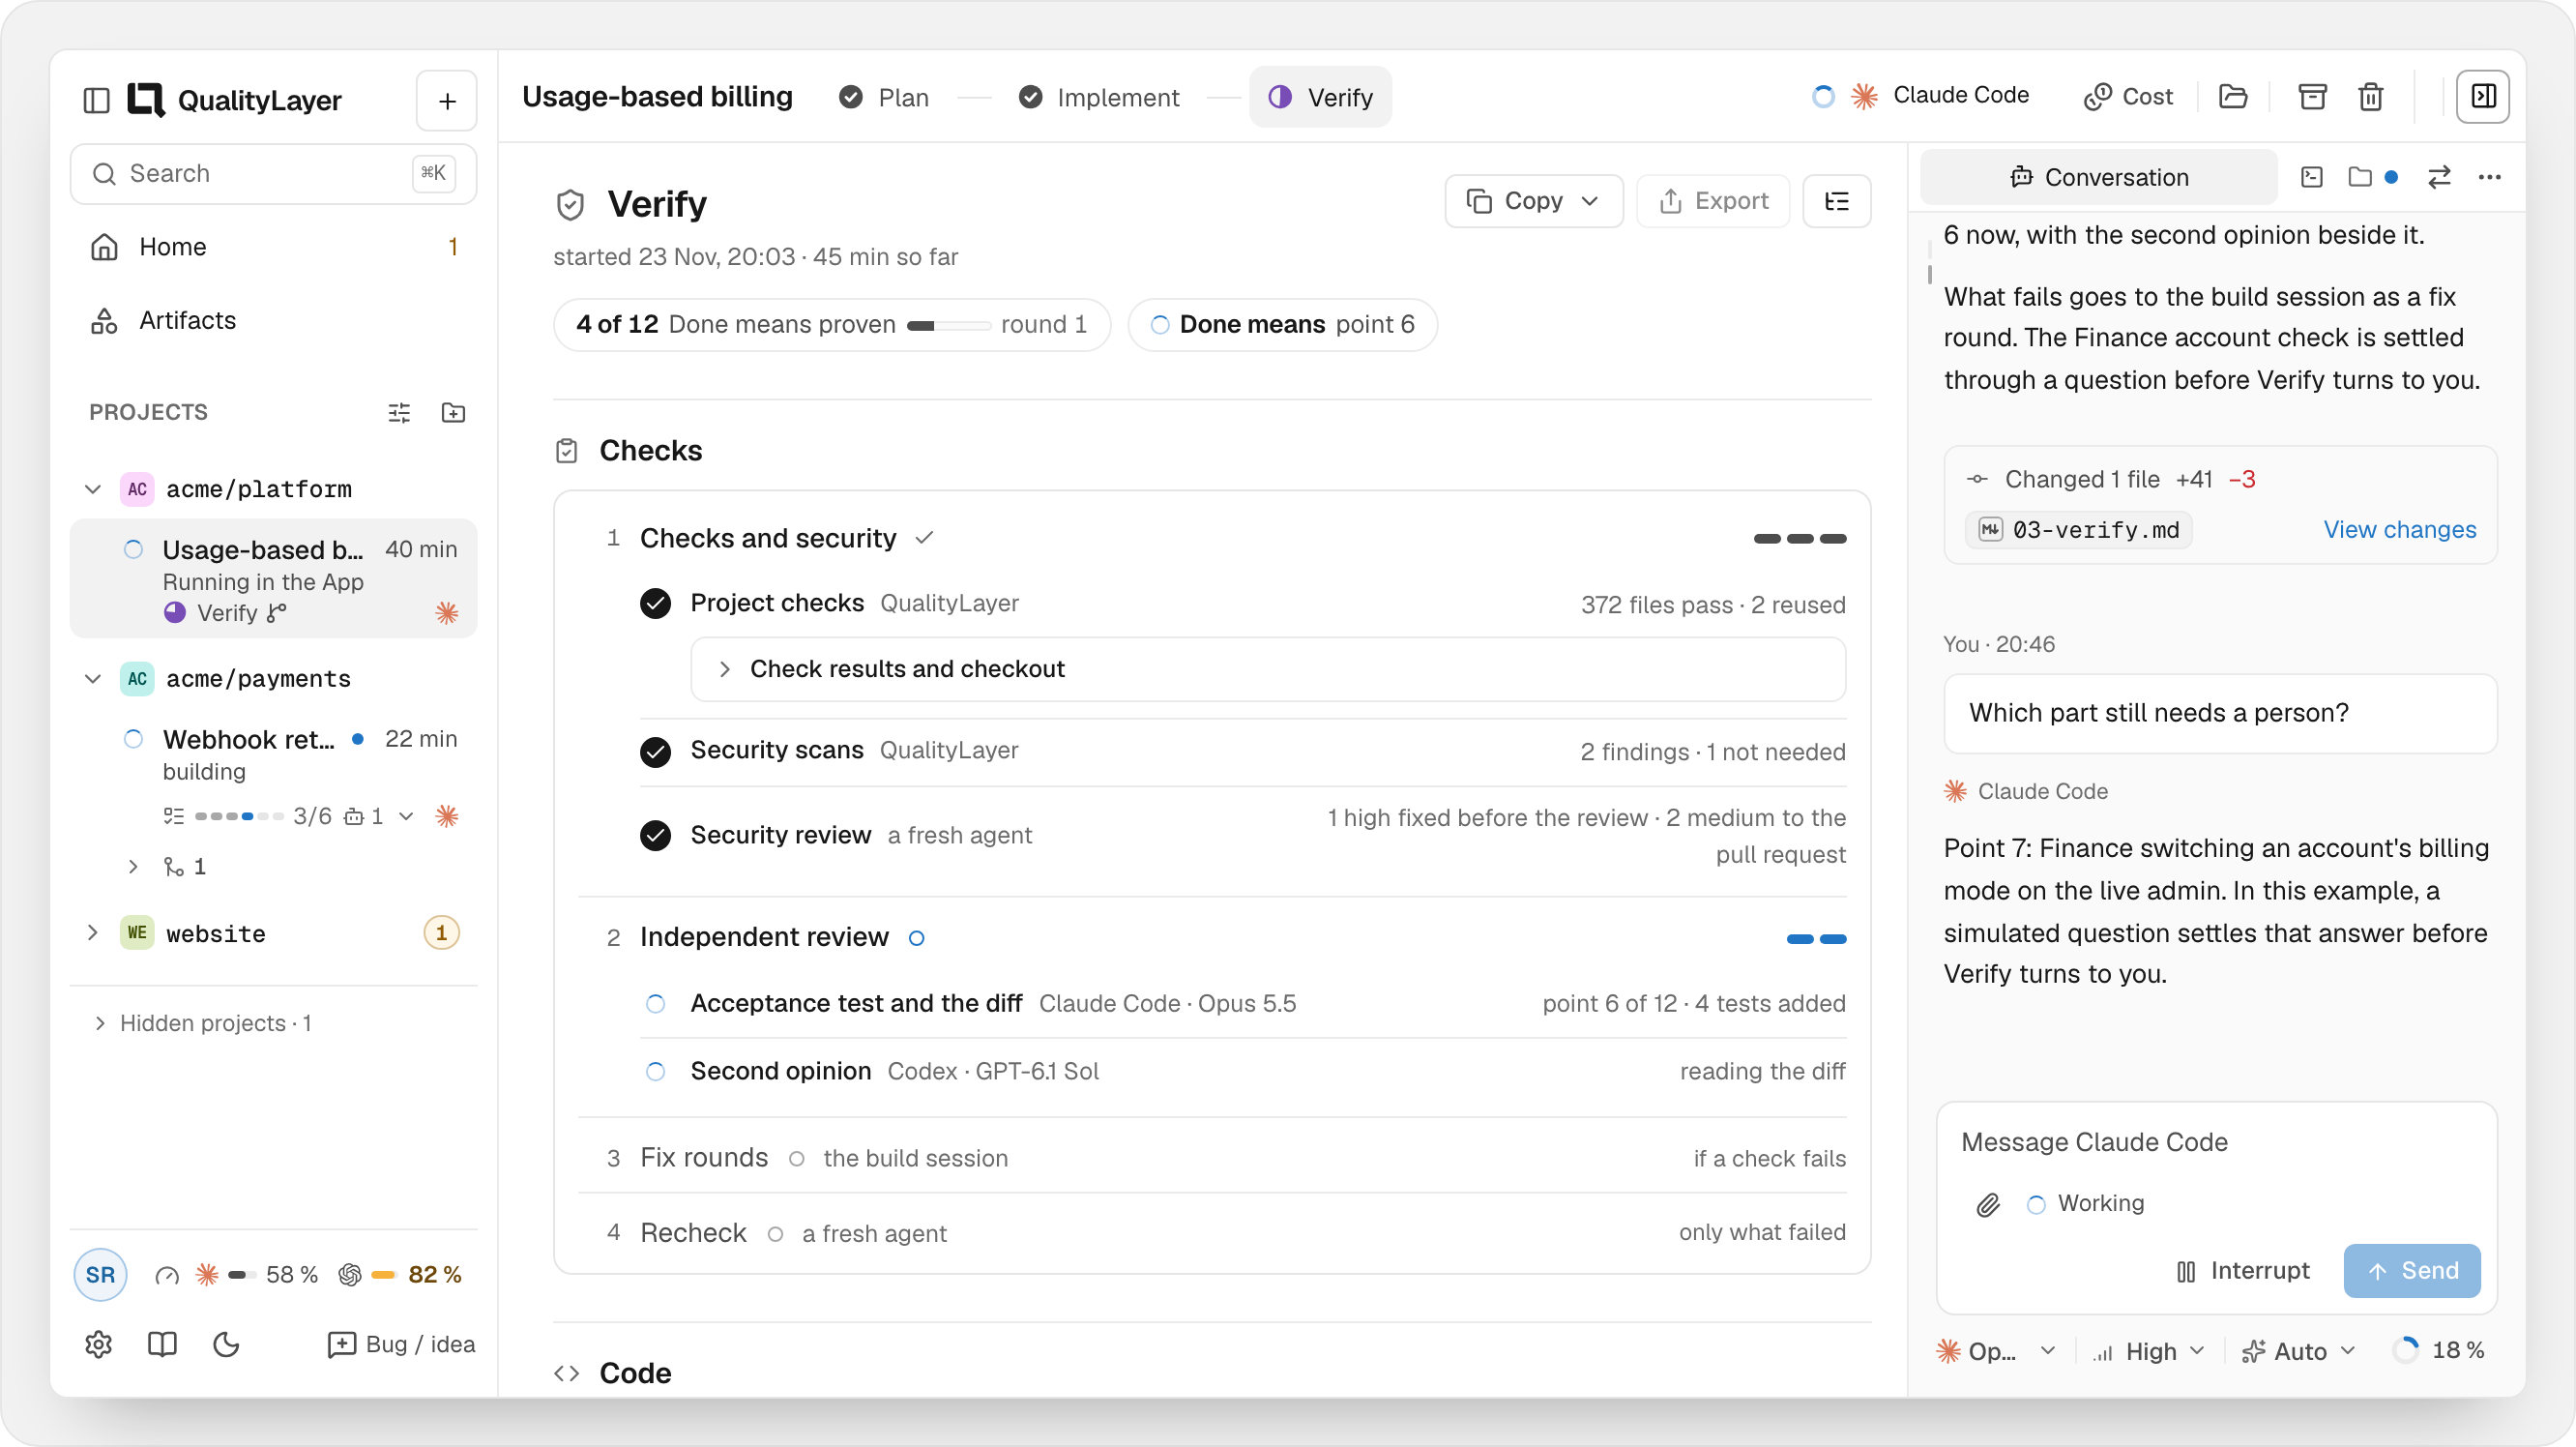 QualityLayer
+
Search ⌘K
Home 1
Artifacts
PROJECTS
AC acme/platform
Usage-based b... 40 min
Running in the App
Verify
AC acme/payments
Webhook ret... 22 min
building
3/6 1
1
WE website 1
Hidden projects · 1
SR 58 % 82 %
Bug / idea
Usage-based billing Plan Implement Verify
Claude Code Cost
Verify
Copy Export
started 23 Nov, 20:03 · 45 min so far
4 of 12 Done means proven round 1
Done means point 6
Checks
1 Checks and security
Project checks QualityLayer 372 files pass · 2 reused
Check results and checkout
Security scans QualityLayer 2 findings · 1 not needed
Security review a fresh agent 1 high fixed before the review · 2 medium to the
pull request
2 Independent review
Acceptance test and the diff Claude Code · Opus 5.5 point 6 of 12 · 4 tests added
Second opinion Codex · GPT-6.1 Sol reading the diff
3 Fix rounds the build session if a check fails
4 Recheck a fresh agent only what failed
Code
Conversation
6 now, with the second opinion beside it.
What fails goes to the build session as a fix
round. The Finance account check is settled
through a question before Verify turns to you.
Changed 1 file +41 −3
M↓ 03-verify.md View changes
You · 20:46
Which part still needs a person?
Claude Code
Point 7: Finance switching an account's billing
mode on the live admin. In this example, a
simulated question settles that answer before
Verify turns to you.
Message Claude Code
Working
Interrupt Send
Op... High Auto 18 %